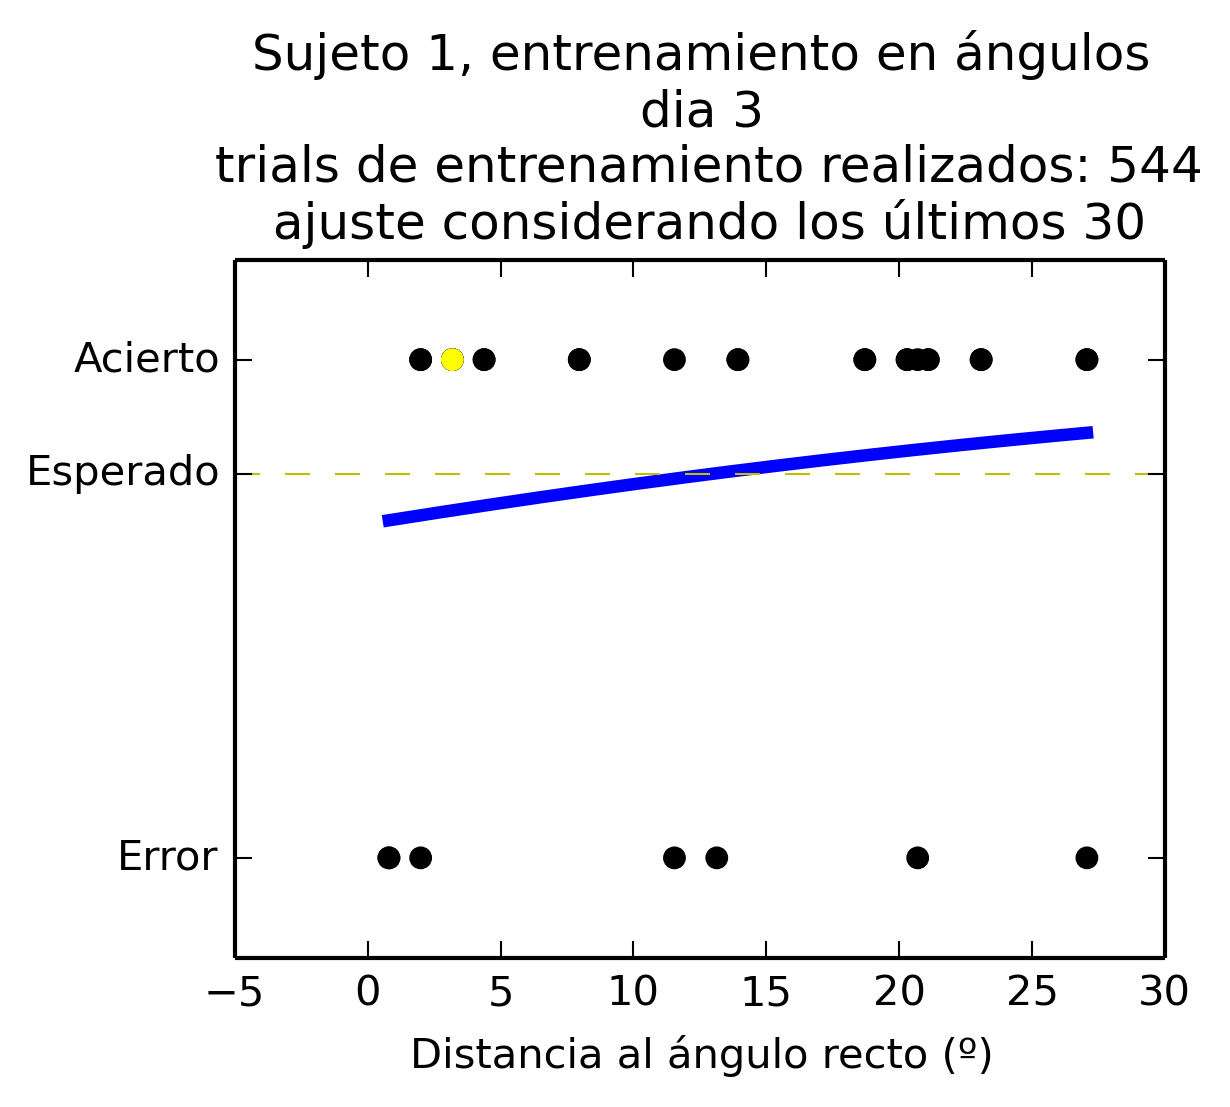 Sujeto 1, entrenamiento en ángulos
dia 3
trials de entrenamiento realizados: 544
ajuste considerando los últimos 30
Acierto
Esperado
Error
−5 0 5 10 15 20 25 30
Distancia al ángulo recto (º)